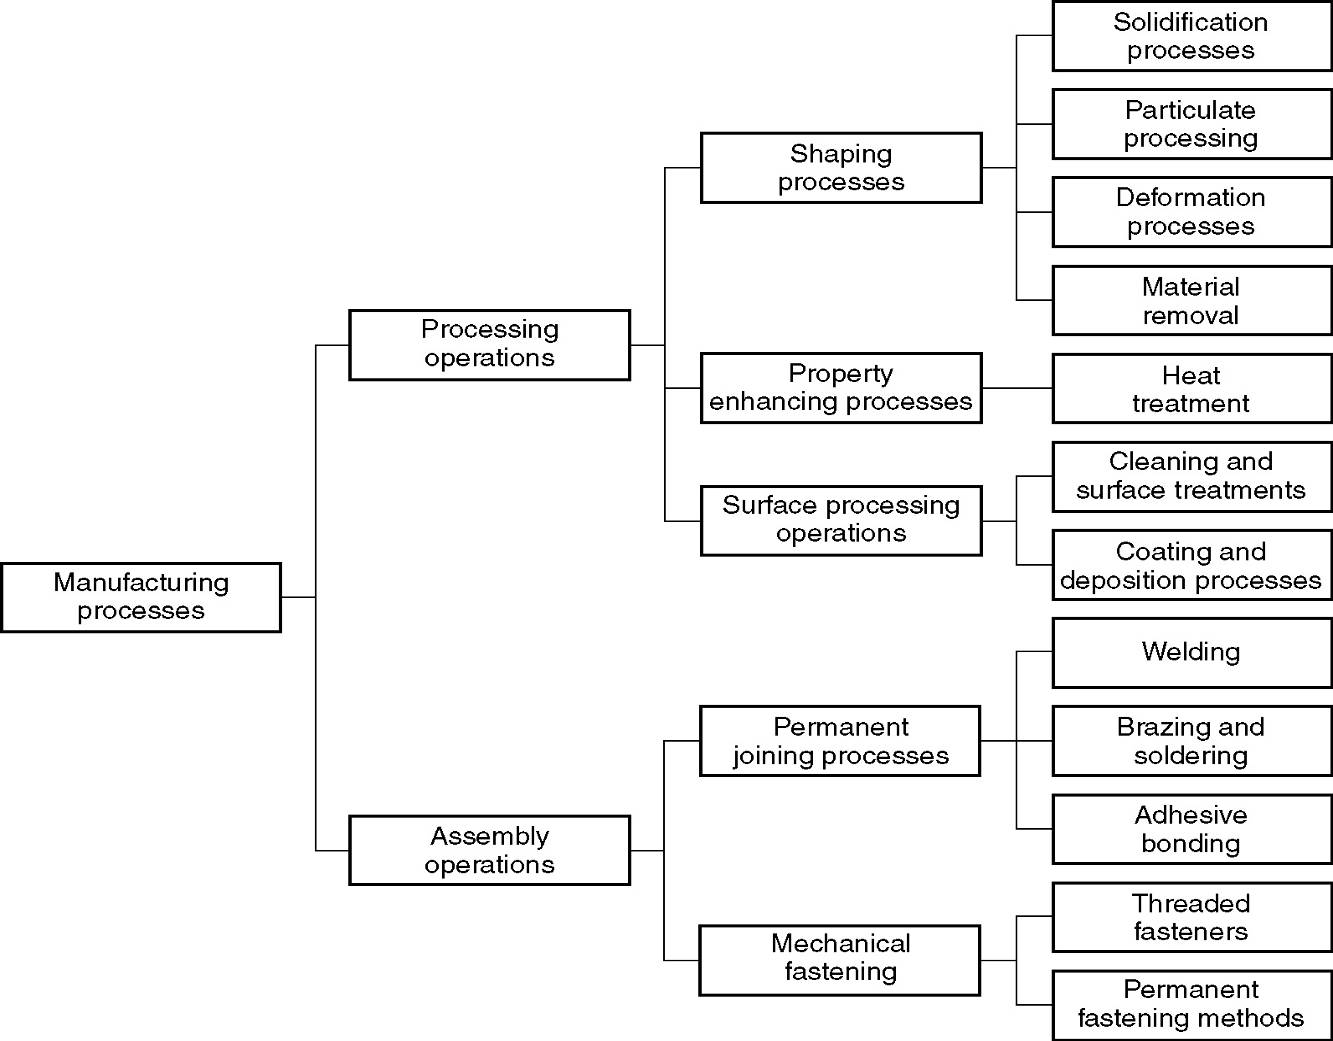 Solidification
processes
Particulate
processing
Shaping
processes
Deformation
processes
Material
removal
Processing
operations
Property
enhancing processes
Heat
treatment
Cleaning and
surface treatments
Surface processing
operations
Coating and
deposition processes
Manufacturing
processes
Welding
Permanent
joining processes
Brazing and
soldering
Adhesive
bonding
Assembly
operations
Threaded
fasteners
Mechanical
fastening
Permanent
fastening methods